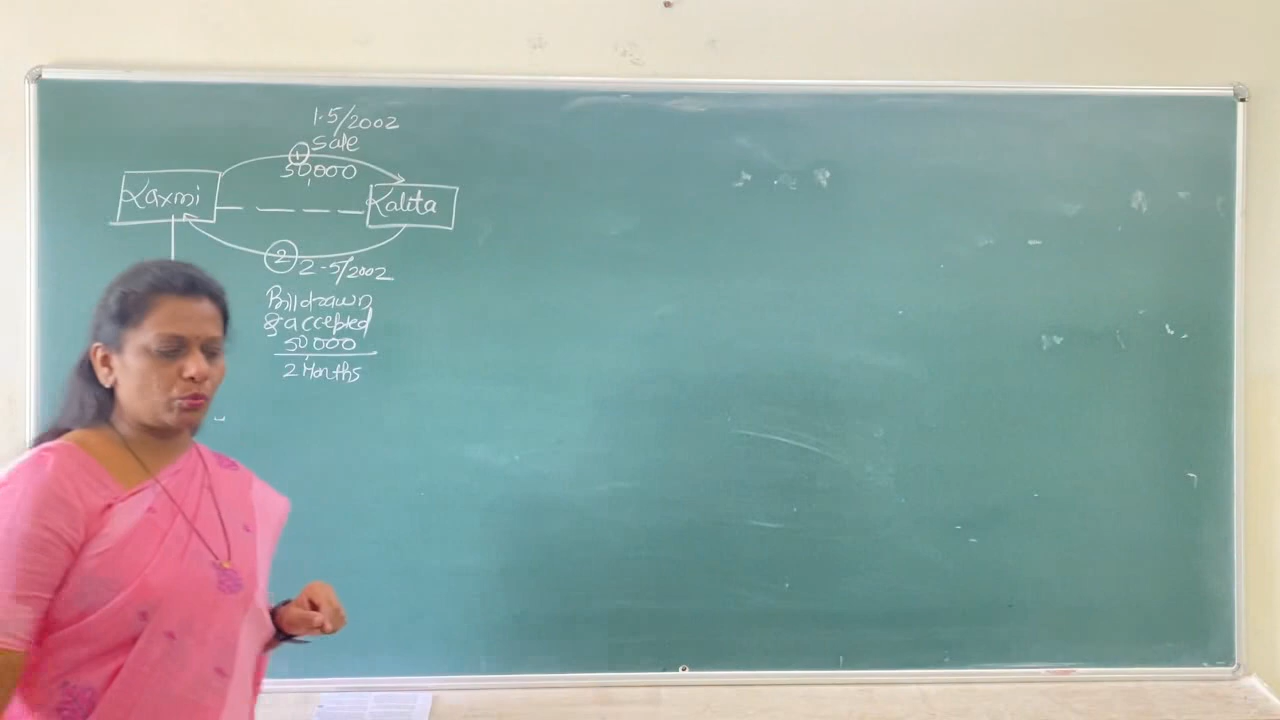 1.5/2002
Sale
1
50,000
Laxmi
Kalita
2
2-5/2002
Bill drawn
& accepted
50,000
2 Months